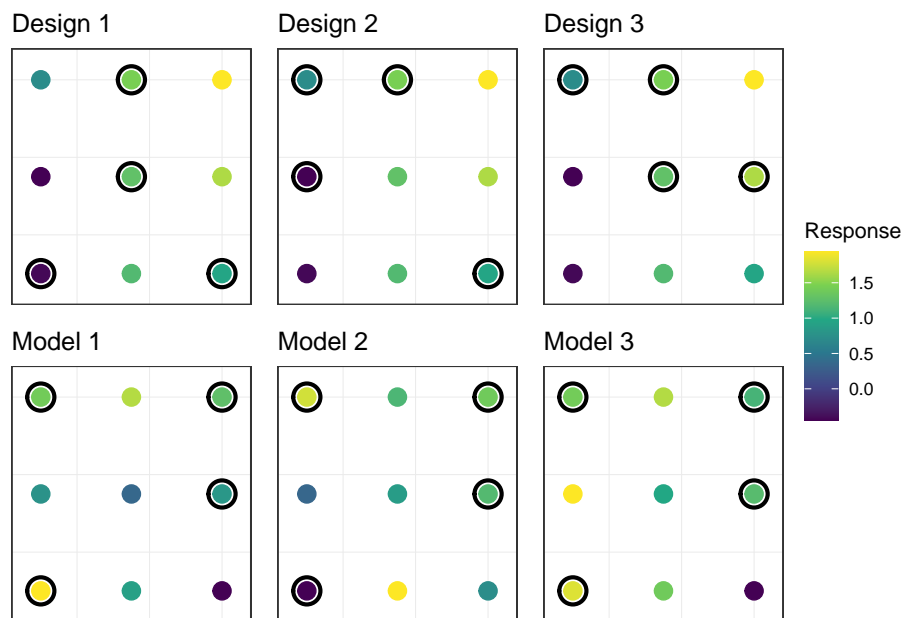 Design 1
Design 2
Design 3
Response
1.5
1.0
0.5
0.0
Model 1
Model 2
Model 3